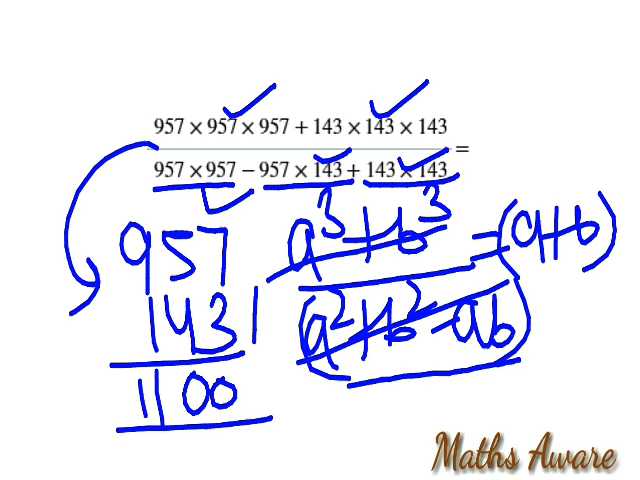 957 × 957 × 957 + 143 × 143 × 143
957 × 957 − 957 × 143 + 143 × 143 =
957
143
1100
a³ + b³
a² + b² - ab
= (a+b)
Maths Aware